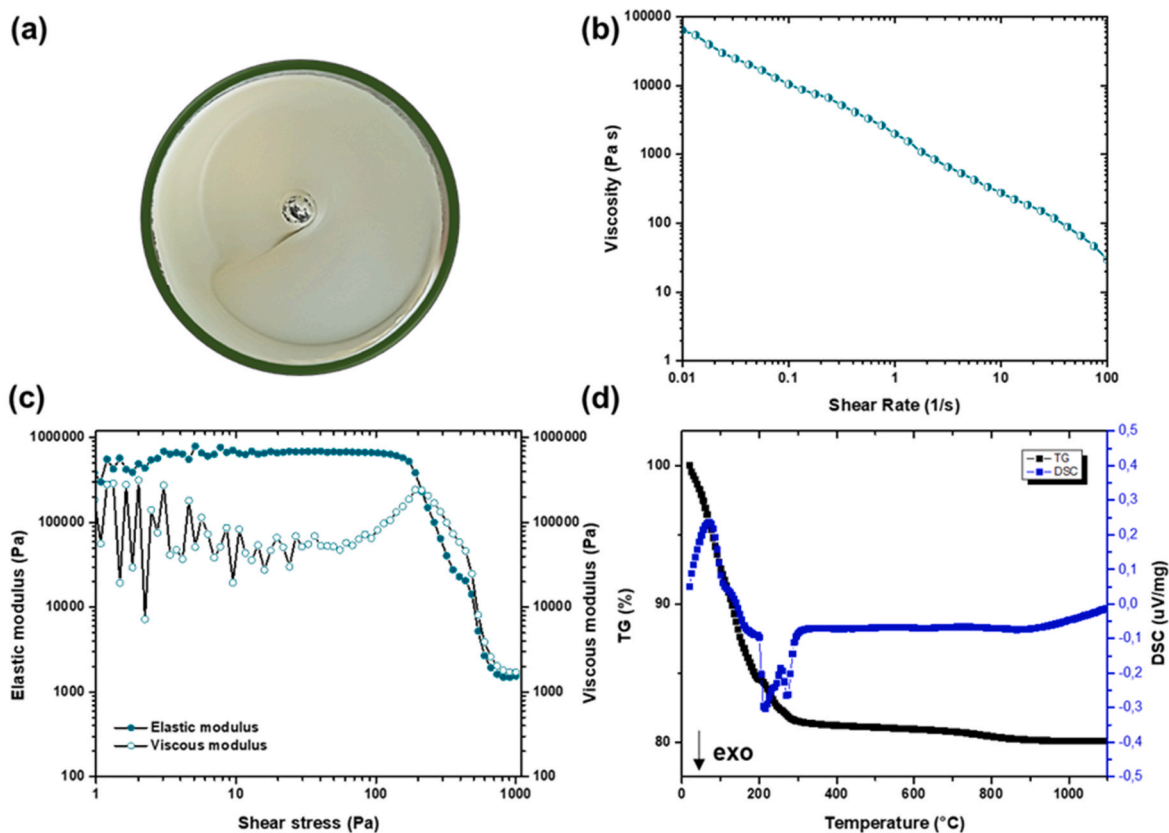 (a)
(b)
100000
10000
1000
100
10
1
Viscosity (Pa s)
0.01 0.1 1 10 100
Shear Rate (1/s)
(c)
1000000
100000
10000
1000
100
Elastic modulus (Pa)
1000000
100000
10000
1000
100
Viscous modulus (Pa)
Elastic modulus
Viscous modulus
1 10 100 1000
Shear stress (Pa)
(d)
100
90
80
TG (%)
TG
DSC
0,5
0,4
0,3
0,2
0,1
0,0
-0,1
-0,2
-0,3
-0,4
-0,5
DSC (uV/mg)
exo
0 200 400 600 800 1000
Temperature (°C)